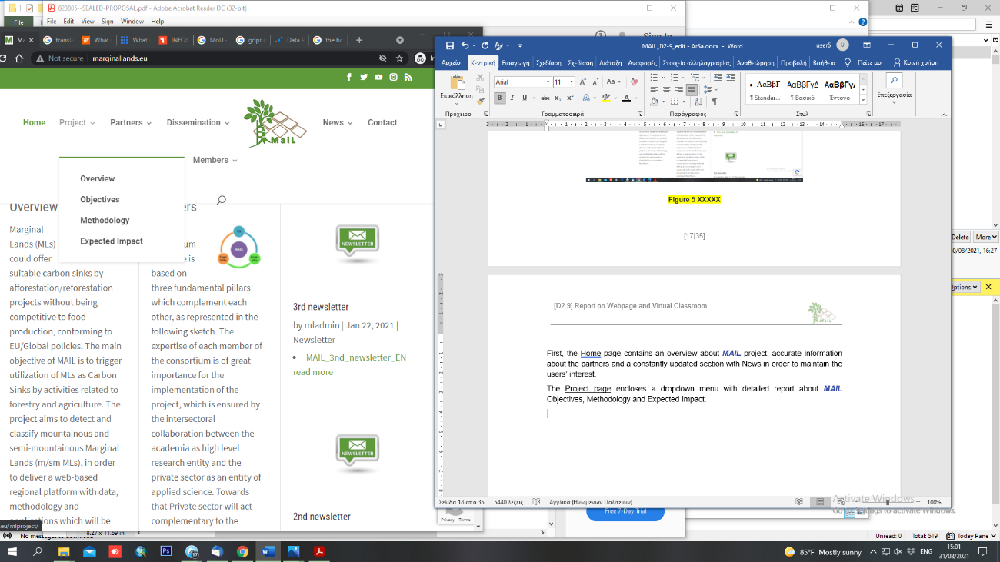 823805--SEALED-PROPOSAL.pdf - Adobe Acrobat Reader DC (32-bit)
File
File Edit View Sign Window Help
Sign In
Ma
transla
What
What
INFOR
MoU -
gdpr c
Data P
the ho
Not secure | marginallands.eu
Home
Project
Partners
Dissemination
MaiL
News
Contact
Members
Overview
Objectives
Methodology
Expected Impact
Overview
Marginal
Lands (MLs)
could offer
suitable carbon sinks by
afforestation/reforestation
projects without being
competitive to food
production, conforming to
EU/Global policies. The main
objective of MAIL is to trigger
utilization of MLs as Carbon
Sinks by activities related to
forestry and agriculture. The
project aims to detect and
classify mountainous and
semi-mountainous Marginal
Lands (m/sm MLs), in order
to deliver a web-based
regional platform with data,
methodology and
applications which will be
based on
three fundamental pillars
which complement each
other, as represented in the
following sketch. The
expertise of each member of
the consortium is of great
importance for the
implementation of the
project, which is ensured by
the intersectoral
collaboration between the
academia as high level
research entity and the
private sector as an entity of
applied science. Towards
that Private sector will act
complementary to the
MAIL
NEWSLETTER
3rd newsletter
by mladmin | Jan 22, 2021 |
Newsletter
• MAIL_3nd_newsletter_EN
read more
NEWSLETTER
2nd newsletter
eu/mlproject/
8.27 x 11.69 in
No messages to download
Privacy • Terms
Free 7-Day Trial
MAIL_D2-9_edit - Ar5a.docx - Word
user6
U
Αρχείο Κεντρική Εισαγωγή Σχεδίαση Σχεδίαση Διάταξη Αναφορές Στοιχεία αλληλογραφίας Αναθεώρηση Προβολή Βοήθεια Πείτε μου Κοινή χρήση
Επικόλληση
Arial
11
Aa
B I U abc x₂ x²
ΑαΒβΓ
ΑαΒβΓγΔ
ΑαΒβΓγΔ
¶ Standar...
¶ Βασικό
Έντονο
Επεξεργασία
Πρόχειρο
Γραμματοσειρά
Παράγραφος
Στυλ
Figure 5 XXXXX
[17|35]
[D2.9] Report on Webpage and Virtual Classroom
MaiL
First, the Home page contains an overview about MAIL project, accurate information
about the partners and a constantly updated section with News in order to maintain the
users' interest.
The Project page encloses a dropdown menu with detailed report about MAIL
Objectives, Methodology and Expected Impact.
Σελίδα 18 από 35 5440 λέξεις Αγγλικά (Ηνωμένων Πολιτειών)
100%
Activate Windows
Go to Settings to activate Windows.
Delete
More
30/08/2021, 16:27
Options
Unread: 0 Total: 519 Today Pane
85°F Mostly sunny
ENG
15:01
31/08/2021